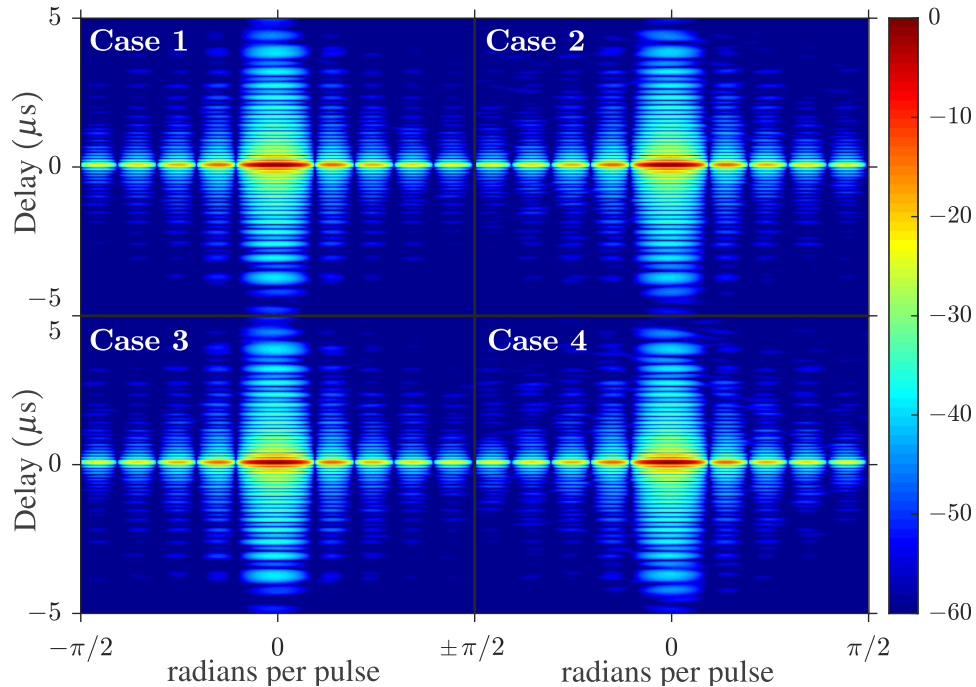 5
Case 1
Case 2
0
−10
Delay (μs)
0
−20
−5
−30
5
Case 3
Case 4
Delay (μs)
0
−40
−50
−5
−60
−π/2
0
±π/2
0
π/2
radians per pulse
radians per pulse